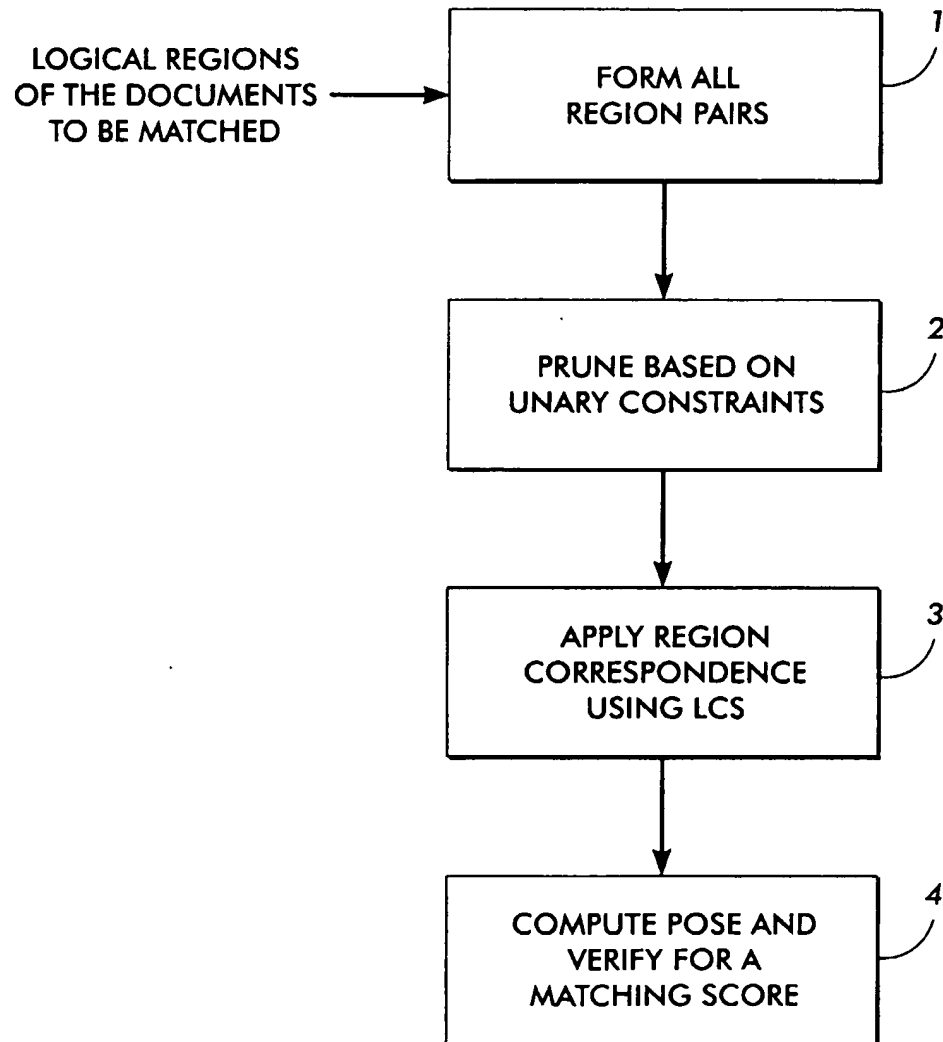 1
LOGICAL REGIONS
OF THE DOCUMENTS
TO BE MATCHED
FORM ALL
REGION PAIRS
2
PRUNE BASED ON
UNARY CONSTRAINTS
3
APPLY REGION
CORRESPONDENCE
USING LCS
4
COMPUTE POSE AND
VERIFY FOR A
MATCHING SCORE